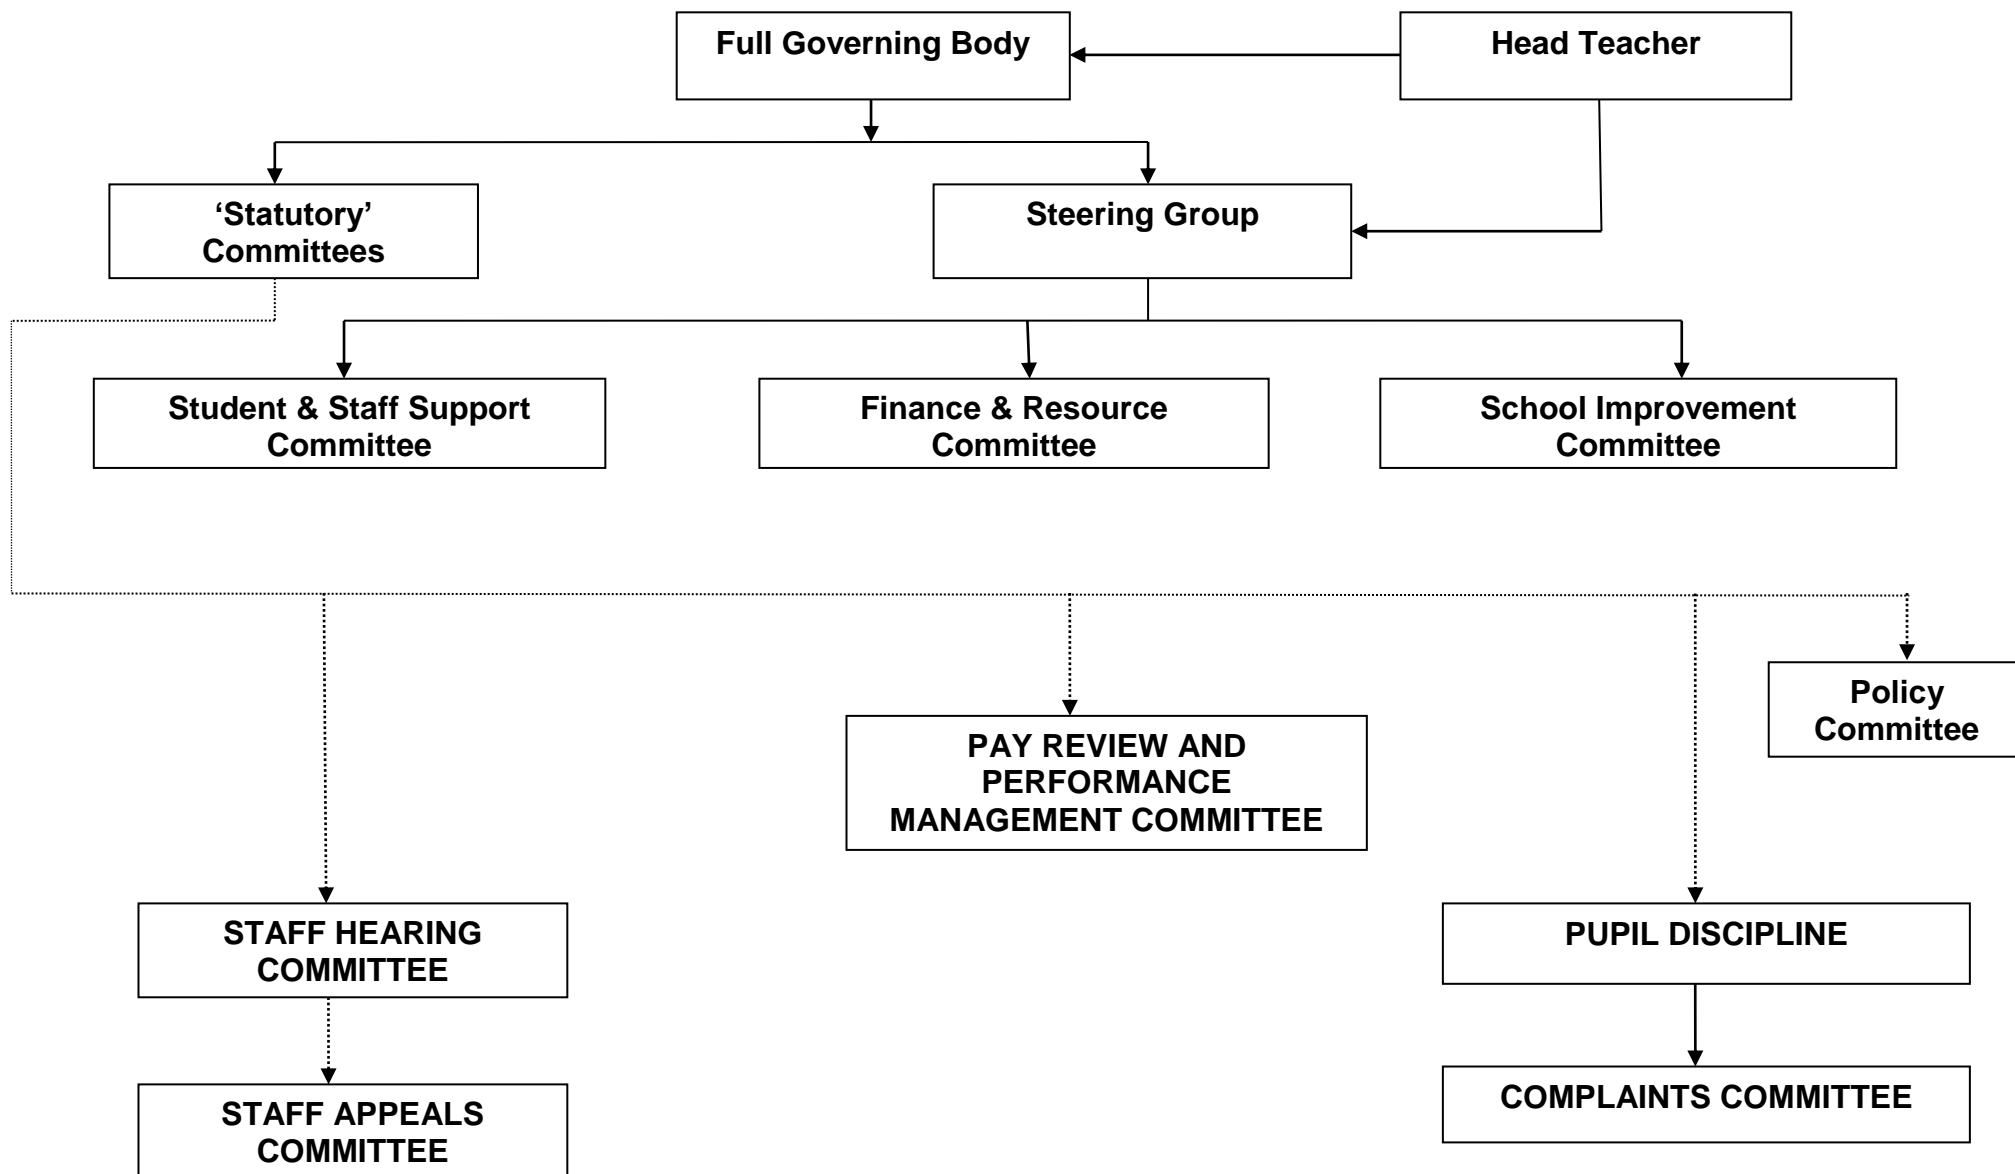 Full Governing Body
Head Teacher
‘Statutory’
Committees
Steering Group
Student & Staff Support
Committee
Finance & Resource
Committee
School Improvement
Committee
Policy
Committee
PAY REVIEW AND
PERFORMANCE
MANAGEMENT COMMITTEE
STAFF HEARING
COMMITTEE
PUPIL DISCIPLINE
STAFF APPEALS
COMMITTEE
COMPLAINTS COMMITTEE